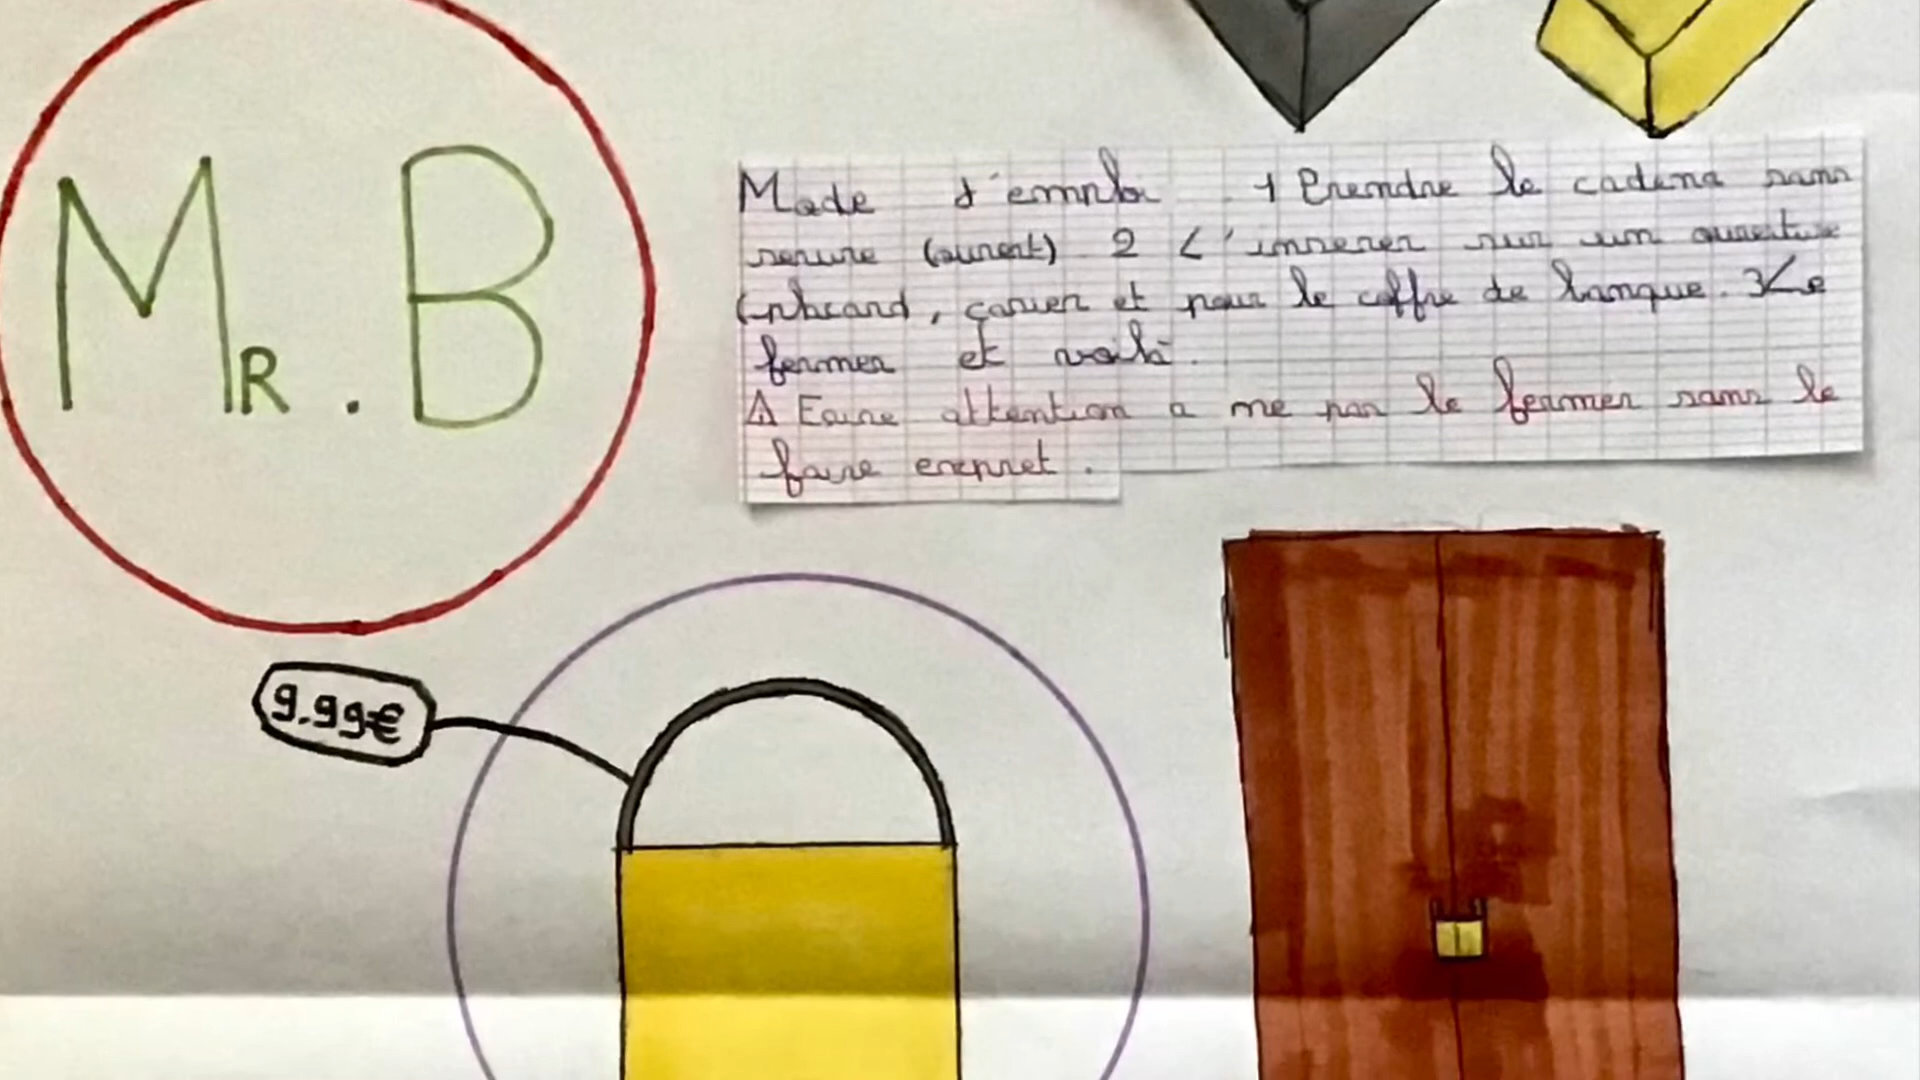 MR.B
Mode d'emploi 1 Prendre le cadena sans
serure (ouvert) 2 L'inserer sur un ouverture
(placard, casier et pour le coffre de banque. 3 Le
fermer et voilà.
⚠ Faire attention a ne pas le fermer sans le
faire exepret.
9.99€